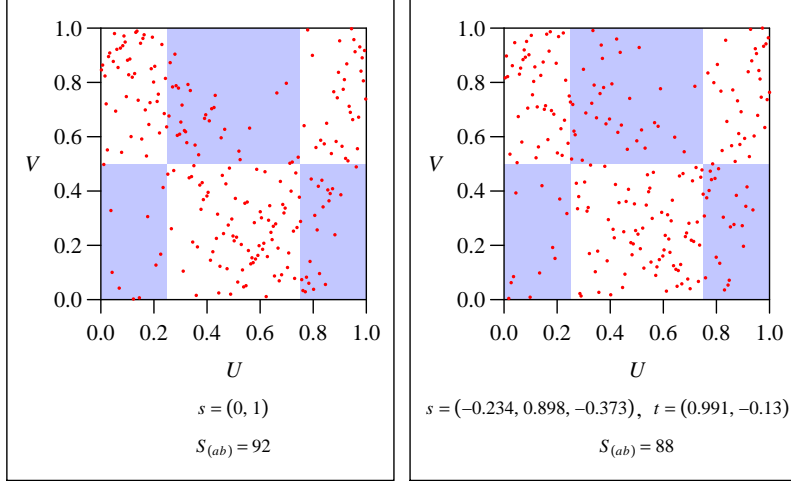 1.0
0.8
0.6
V
0.4
0.2
0.0
0.0 0.2 0.4 0.6 0.8 1.0
U
s = (0, 1)
S(ab) = 92
1.0
0.8
0.6
V
0.4
0.2
0.0
0.0 0.2 0.4 0.6 0.8 1.0
U
s = (−0.234, 0.898, −0.373), t = (0.991, −0.13)
S(ab) = 88